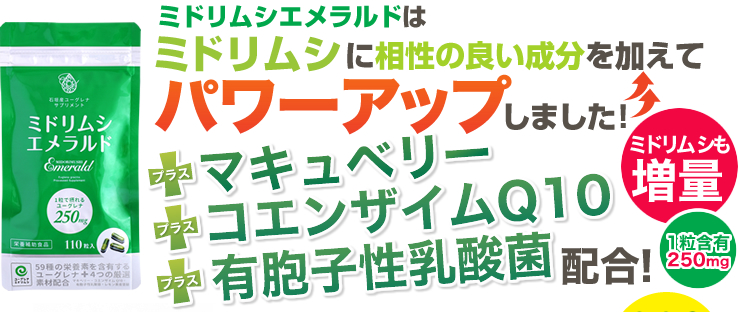 ミドリムシエメラルドは
ミドリムシに相性の良い成分を加えて
パワーアップしました!
プラス マキュベリー
プラス コエンザイムQ10
プラス 有胞子性乳酸菌 配合!
ミドリムシも
増量
1粒含有
250mg
石垣産ユーグレナ
サプリメント
ミドリムシ
エメラルド
Emerald
1粒で摂れる
ユーグレナ
250mg
栄養補助食品
110粒入
59種の栄養素を含有する
ユーグレナ+4つの厳選
素材配合